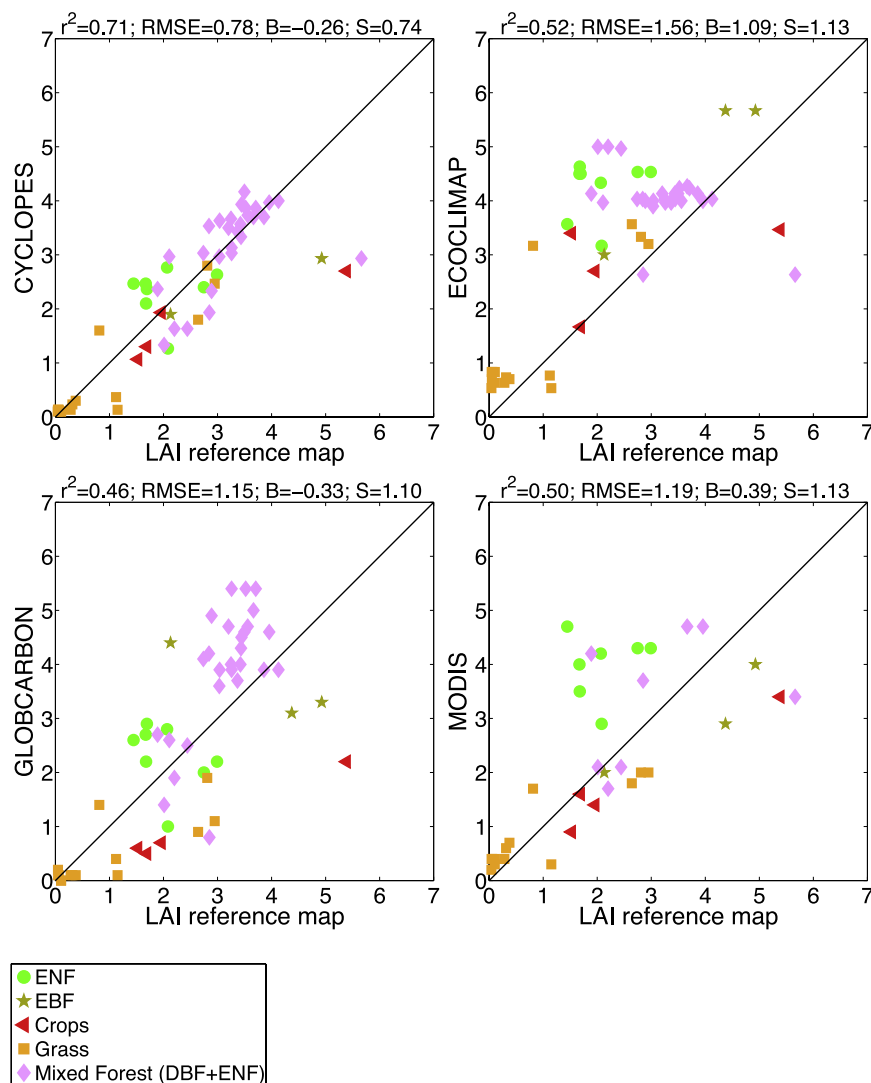 r²=0.71; RMSE=0.78; B=−0.26; S=0.74
7
6
5
4
3
2
1
0
CYCLOPES
0 1 2 3 4 5 6 7
LAI reference map
r²=0.52; RMSE=1.56; B=1.09; S=1.13
7
6
5
4
3
2
1
0
ECOCLIMAP
0 1 2 3 4 5 6 7
LAI reference map
r²=0.46; RMSE=1.15; B=−0.33; S=1.10
7
6
5
4
3
2
1
0
GLOBCARBON
0 1 2 3 4 5 6 7
LAI reference map
r²=0.50; RMSE=1.19; B=0.39; S=1.13
7
6
5
4
3
2
1
0
MODIS
0 1 2 3 4 5 6 7
LAI reference map
ENF
EBF
Crops
Grass
Mixed Forest (DBF+ENF)